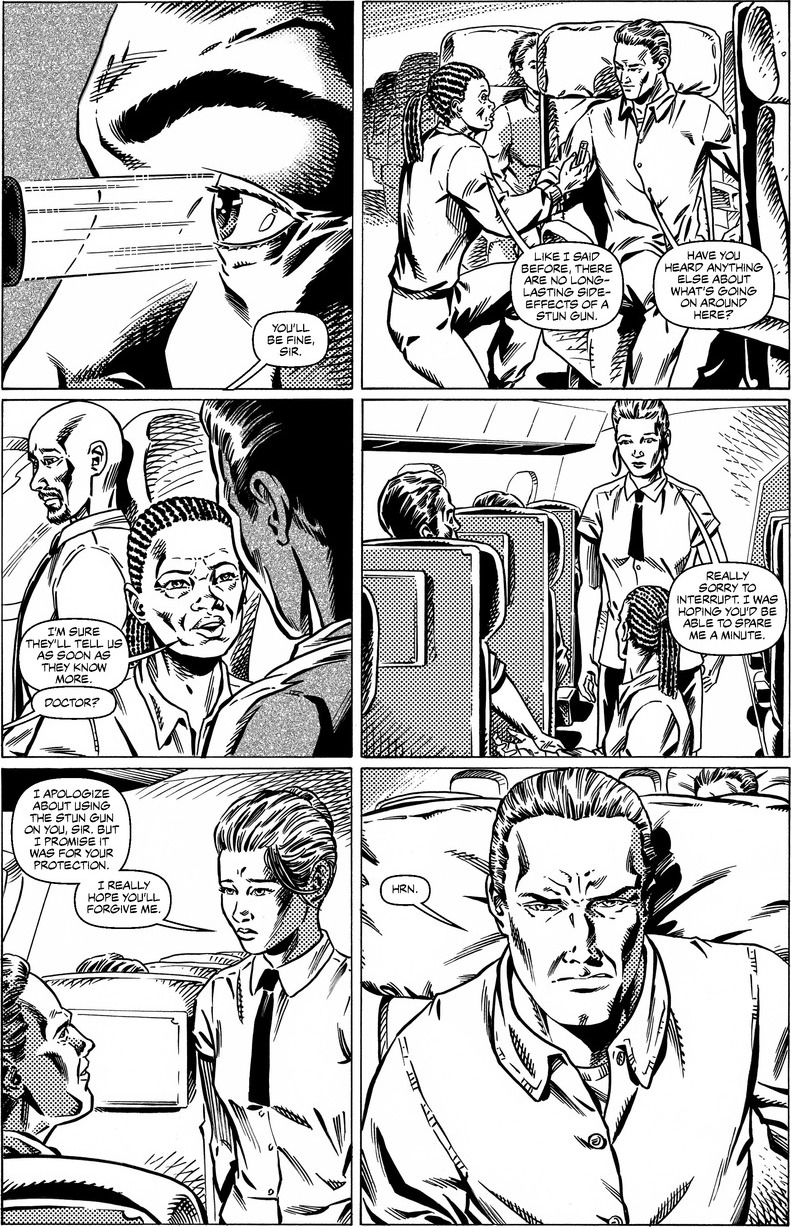 YOU'LL
BE FINE,
SIR.
LIKE I SAID
BEFORE, THERE
ARE NO LONG-
LASTING SIDE-
EFFECTS OF A
STUN GUN.
HAVE YOU
HEARD ANYTHING
ELSE ABOUT
WHAT'S GOING
ON AROUND
HERE?
I'M SURE
THEY'LL TELL US
AS SOON AS
THEY KNOW
MORE.
DOCTOR?
REALLY
SORRY TO
INTERRUPT. I WAS
HOPING YOU'D BE
ABLE TO SPARE
ME A MINUTE.
I APOLOGIZE
ABOUT USING
THE STUN GUN
ON YOU, SIR. BUT
I PROMISE IT
WAS FOR YOUR
PROTECTION.
I REALLY
HOPE YOU'LL
FORGIVE ME.
HRN.